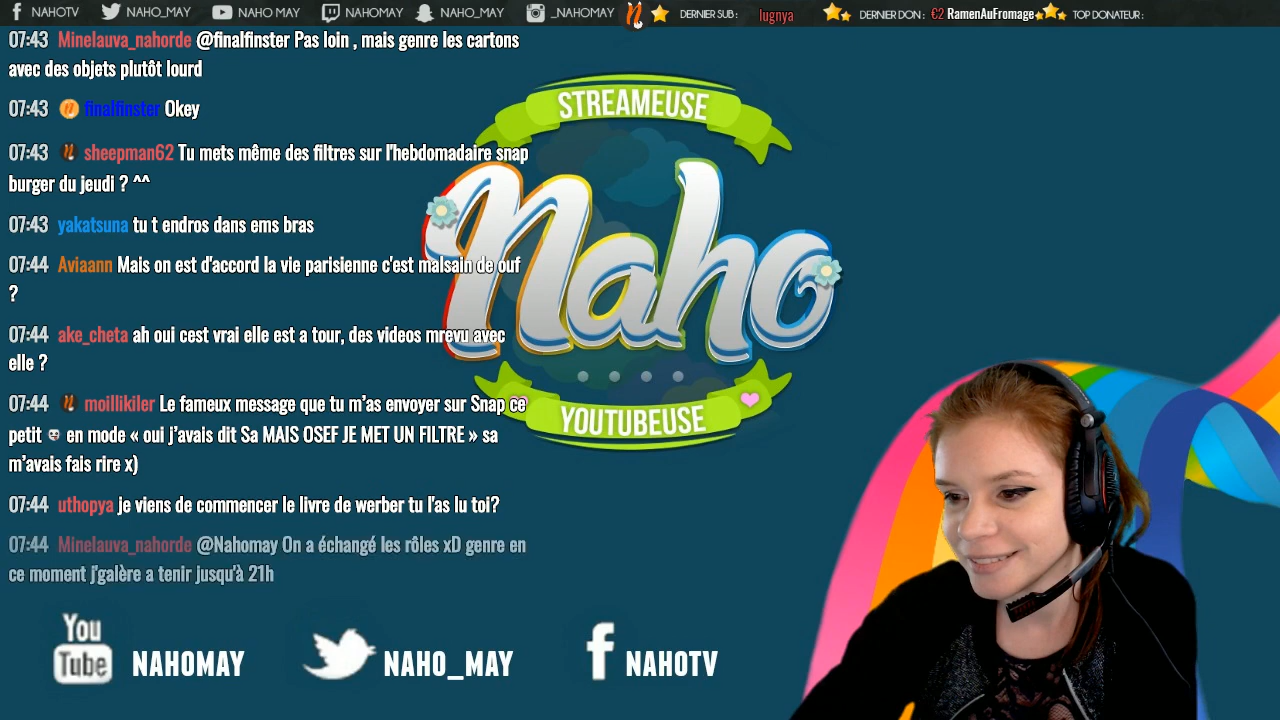 NAHOTV NAHO_MAY NAHO MAY NAHOMAY NAHO_MAY _NAHOMAY DERNIER SUB : lugnya DERNIER DON : €2 RamenAuFromage TOP DONATEUR :
07:43 Minelauva_nahorde @finalfinster Pas loin , mais genre les cartons
avec des objets plutôt lourd
07:43 finalfinster Okey
07:43 sheepman62 Tu mets même des filtres sur l'hebdomadaire snap
burger du jeudi ? ^^
07:43 yakatsuna tu t endros dans ems bras
07:44 Aviaann Mais on est d'accord la vie parisienne c'est malsain de ouf
?
07:44 ake_cheta ah oui cest vrai elle est a tour, des videos mrevu avec
elle ?
07:44 moillikiler Le fameux message que tu m'as envoyer sur Snap ce
petit en mode « oui j'avais dit Sa MAIS OSEF JE MET UN FILTRE » sa
m'avais fais rire x)
07:44 uthopya je viens de commencer le livre de werber tu l'as lu toi?
07:44 Minelauva_nahorde @Nahomay On a échangé les rôles xD genre en
ce moment j'galère a tenir jusqu'à 21h
STREAMEUSE
Naho
YOUTUBEUSE
You
Tube
NAHOMAY
NAHO_MAY
NAHOTV